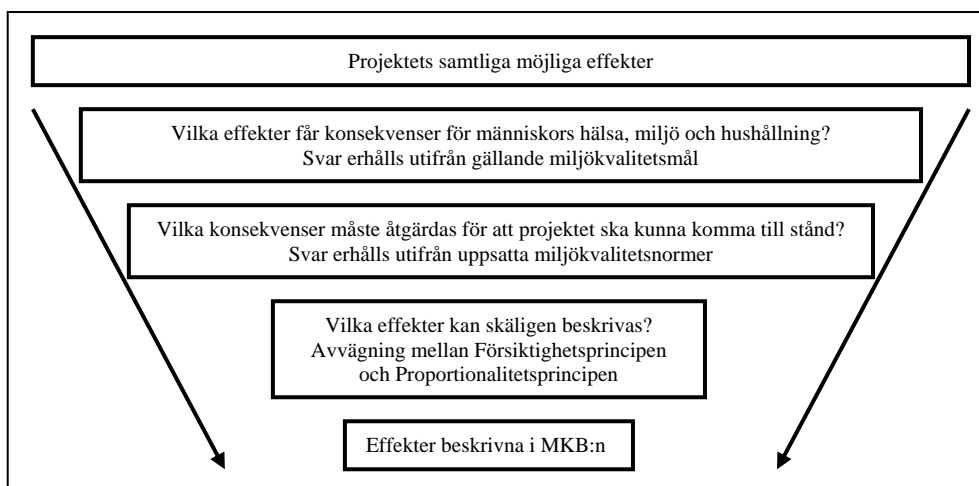 Projektets samtliga möjliga effekter
Vilka effekter får konsekvenser för människors hälsa, miljö och hushållning?
Svar erhålls utifrån gällande miljökvalitetsmål
Vilka konsekvenser måste åtgärdas för att projektet ska kunna komma till stånd?
Svar erhålls utifrån uppsatta miljökvalitetsnormer
Vilka effekter kan skäligen beskrivas?
Avvägning mellan Försiktighetsprincipen
och Proportionalitetsprincipen
Effekter beskrivna i MKB:n